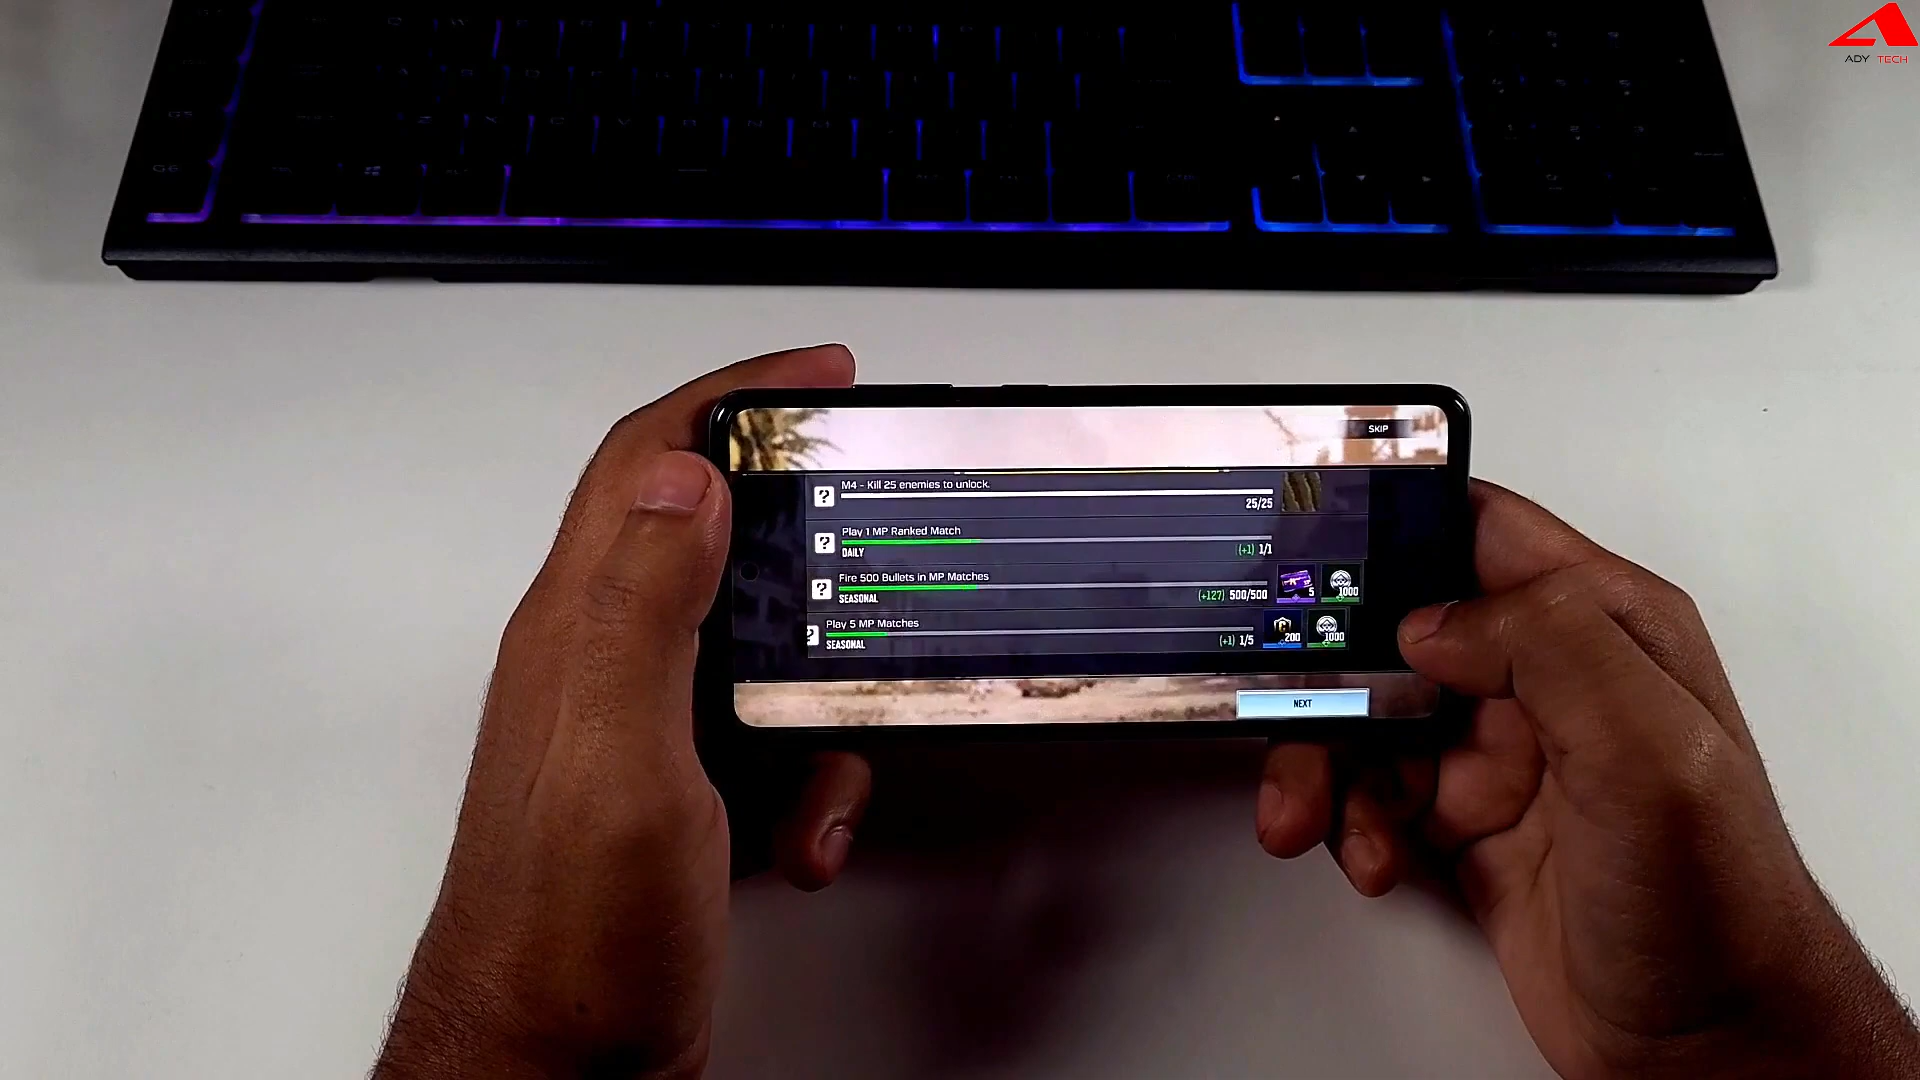 ADY TECH
G6
SKIP
M4 - Kill 25 enemies to unlock.
25/25
Play 1 MP Ranked Match
DAILY
(+1) 1/1
Fire 500 Bullets in MP Matches
SEASONAL
(+127) 500/500
5
1000
Play 5 MP Matches
SEASONAL
(+1) 1/5
200
1000
NEXT